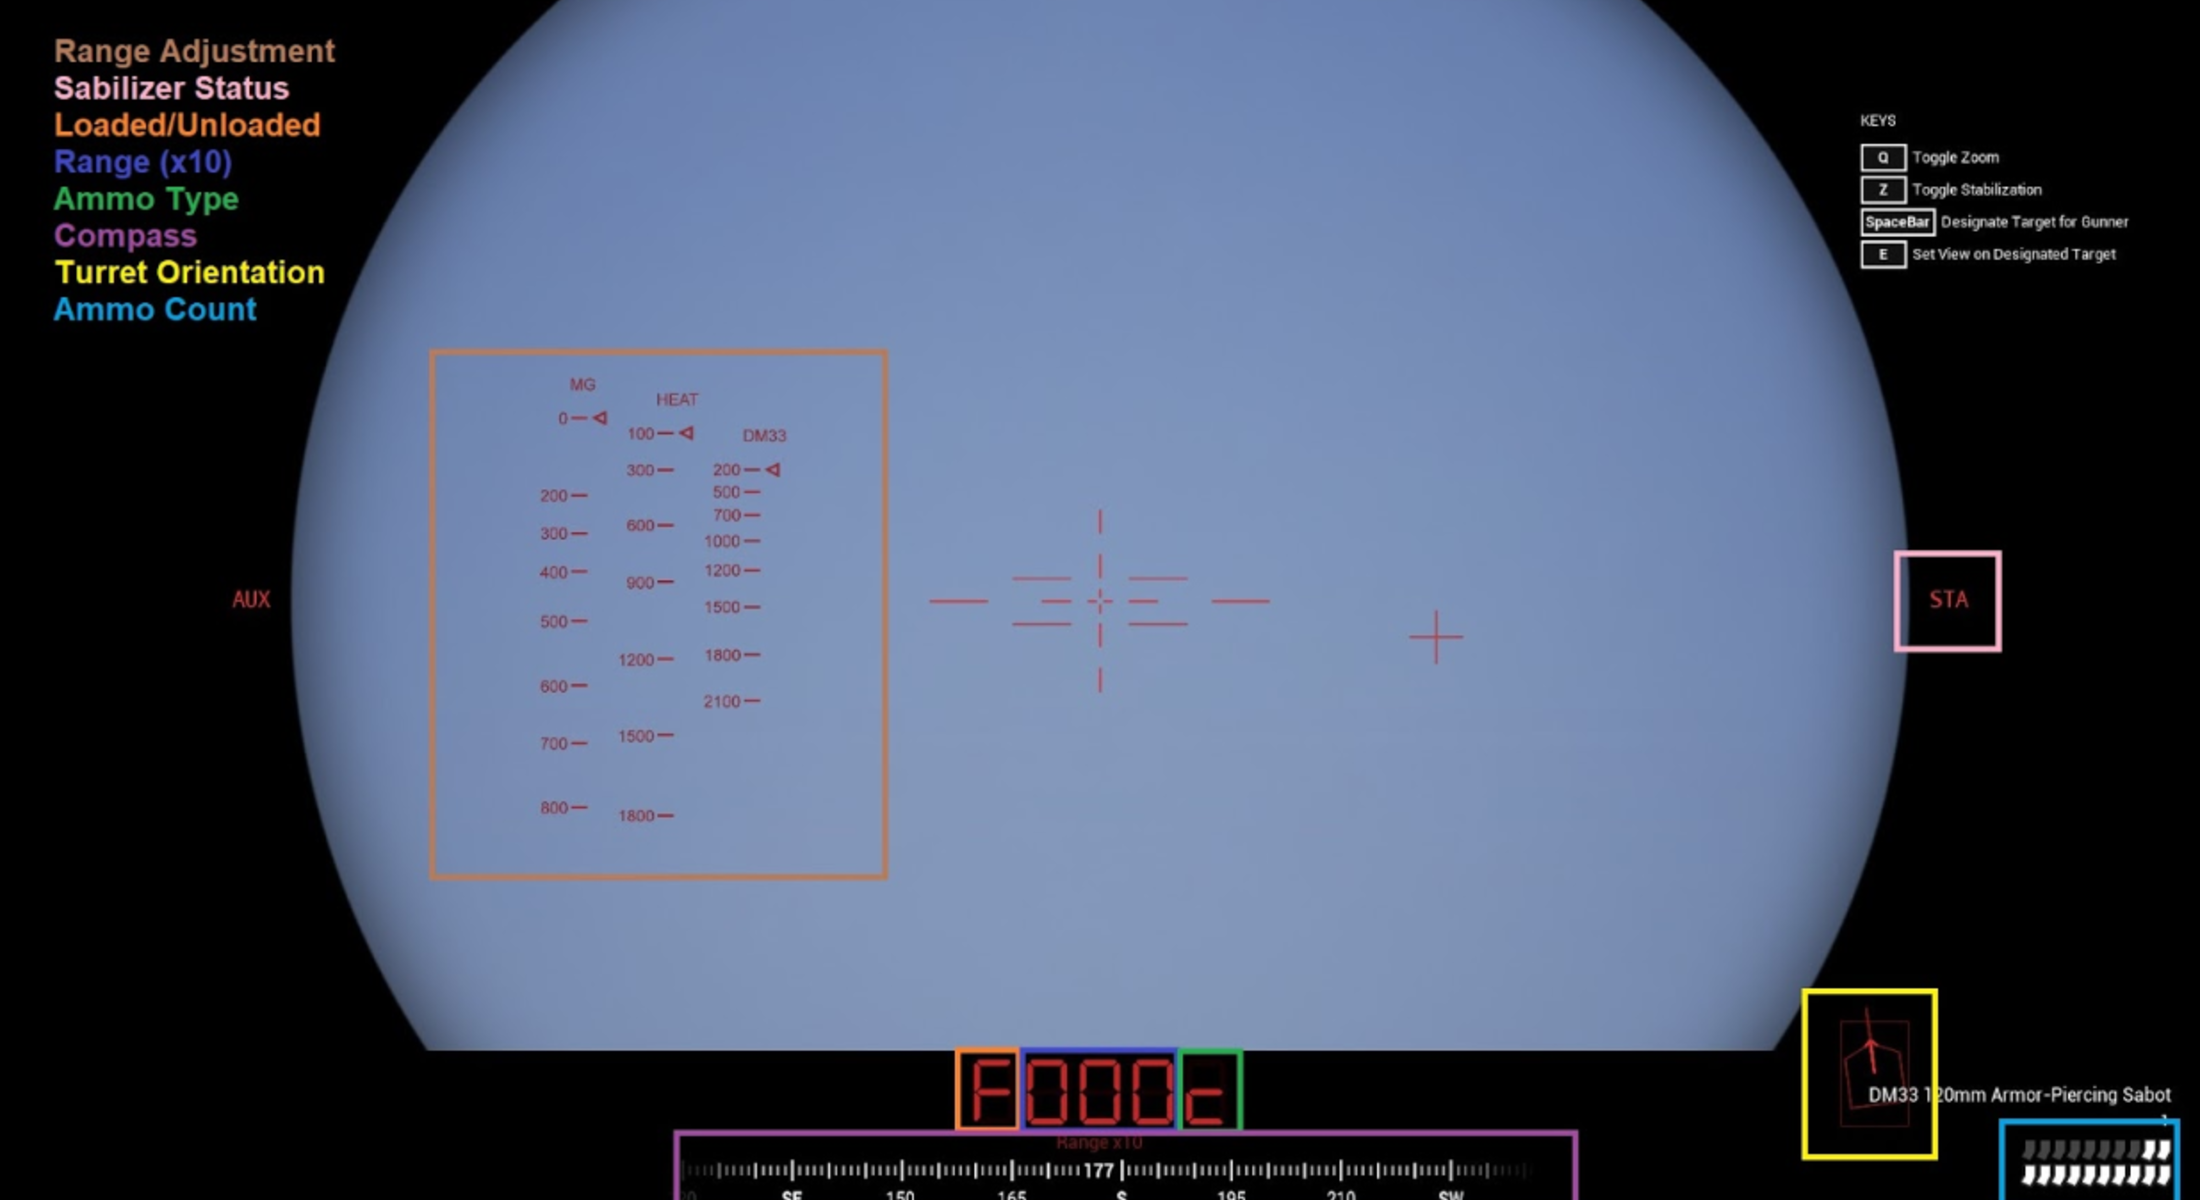 Range Adjustment
Sabilizer Status
Loaded/Unloaded
Range (x10)
Ammo Type
Compass
Turret Orientation
Ammo Count
KEYS
Q Toggle Zoom
Z Toggle Stabilization
SpaceBar Designate Target for Gunner
E Set View on Designated Target
MG
0
200
300
400
500
600
700
800
HEAT
100
300
600
900
1200
1500
1800
DM33
200
500
700
1000
1200
1500
1800
2100
AUX
STA
F000c
DM33 120mm Armor-Piercing Sabot
1
Range x10
177
SE 150 165 S 195 210 SW